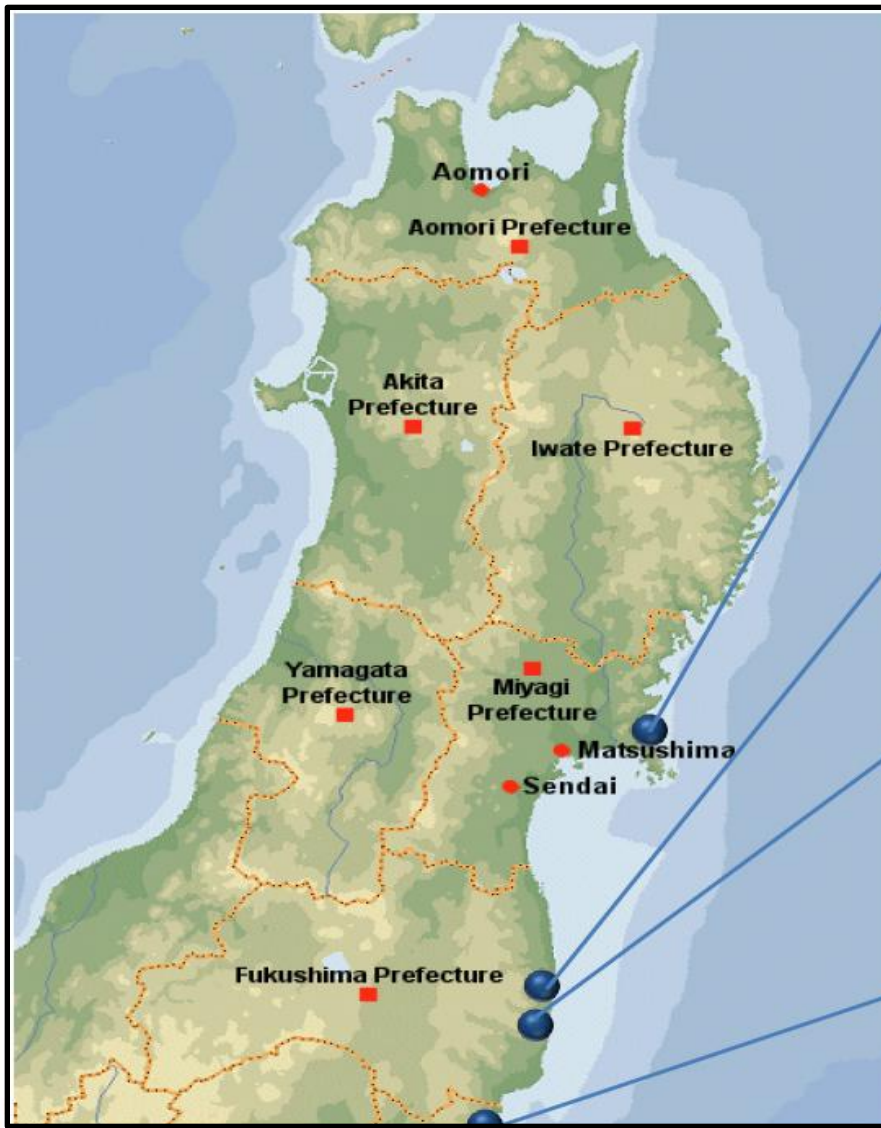 Aomori
Aomori Prefecture
Akita
Prefecture
Iwate Prefecture
Yamagata
Prefecture
Miyagi
Prefecture
Matsushima
Sendai
Fukushima Prefecture